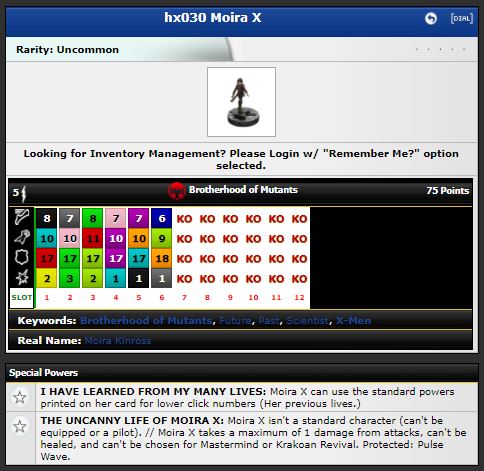 hx030 Moira X
[DIAL]
Rarity: Uncommon
Looking for Inventory Management? Please Login w/ "Remember Me?" option
selected.
5 Brotherhood of Mutants 75 Points
8 7 8 7 7 6 KO KO KO KO KO KO
10 10 11 10 10 9 KO KO KO KO KO KO
17 17 17 17 17 18 KO KO KO KO KO KO
2 3 2 1 1 1 KO KO KO KO KO KO
SLOT 1 2 3 4 5 6 7 8 9 10 11 12
Keywords: Brotherhood of Mutants, Future, Past, Scientist, X-Men
Real Name: Moira Kinross
Special Powers
I HAVE LEARNED FROM MY MANY LIVES: Moira X can use the standard powers
printed on her card for lower click numbers (Her previous lives.)
THE UNCANNY LIFE OF MOIRA X: Moira X isn't a standard character (can't be
equipped or a pilot). // Moira X takes a maximum of 1 damage from attacks, can't be
healed, and can't be chosen for Mastermind or Krakoan Revival. Protected: Pulse
Wave.